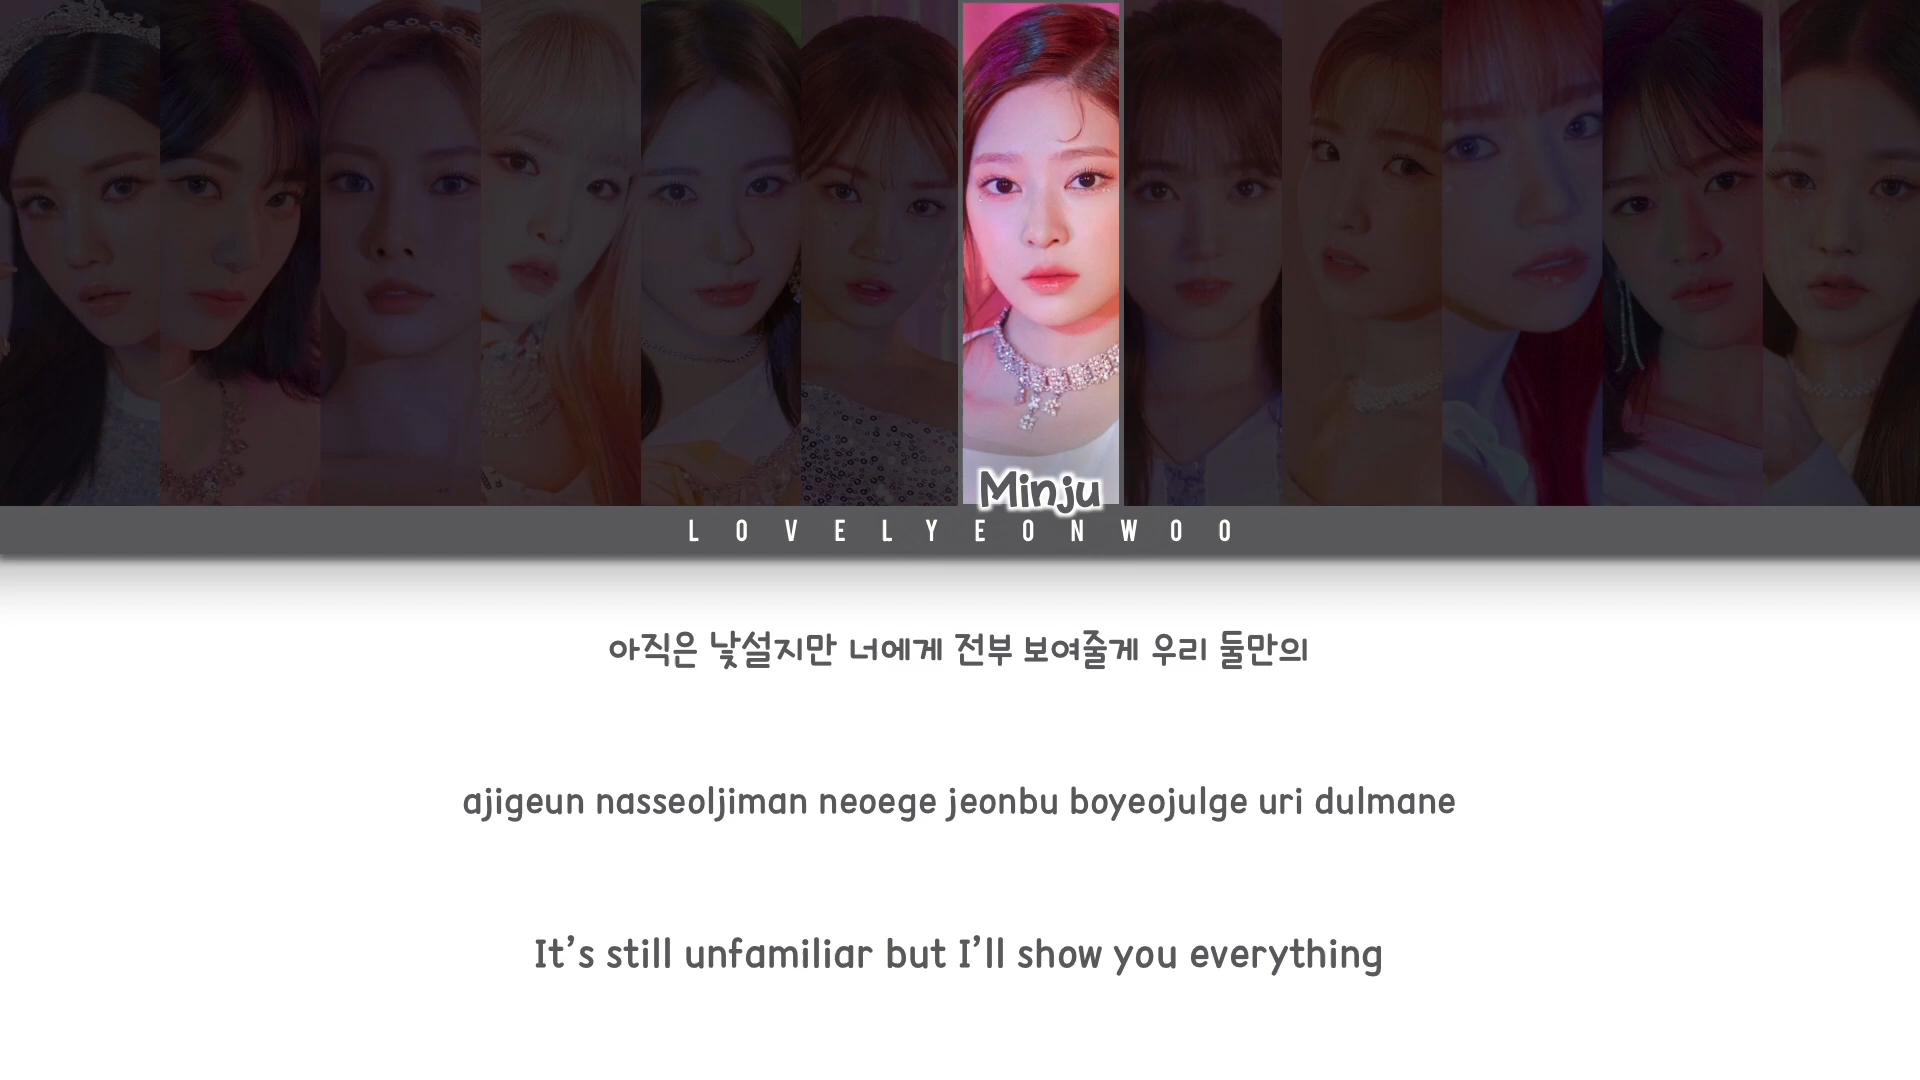 Minju
LOVELYEONWOO
아직은 낯설지만 너에게 전부 보여줄게 우리 둘만의
ajigeun nasseoljiman neoege jeonbu boyeojulge uri dulmane
It’s still unfamiliar but I’ll show you everything